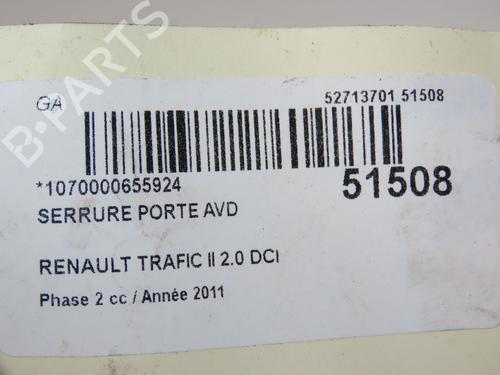 B-PARTS
GA
52713701 51508
*1070000655924
51508
SERRURE PORTE AVD
RENAULT TRAFIC II 2.0 DCI
Phase 2 cc / Année 2011